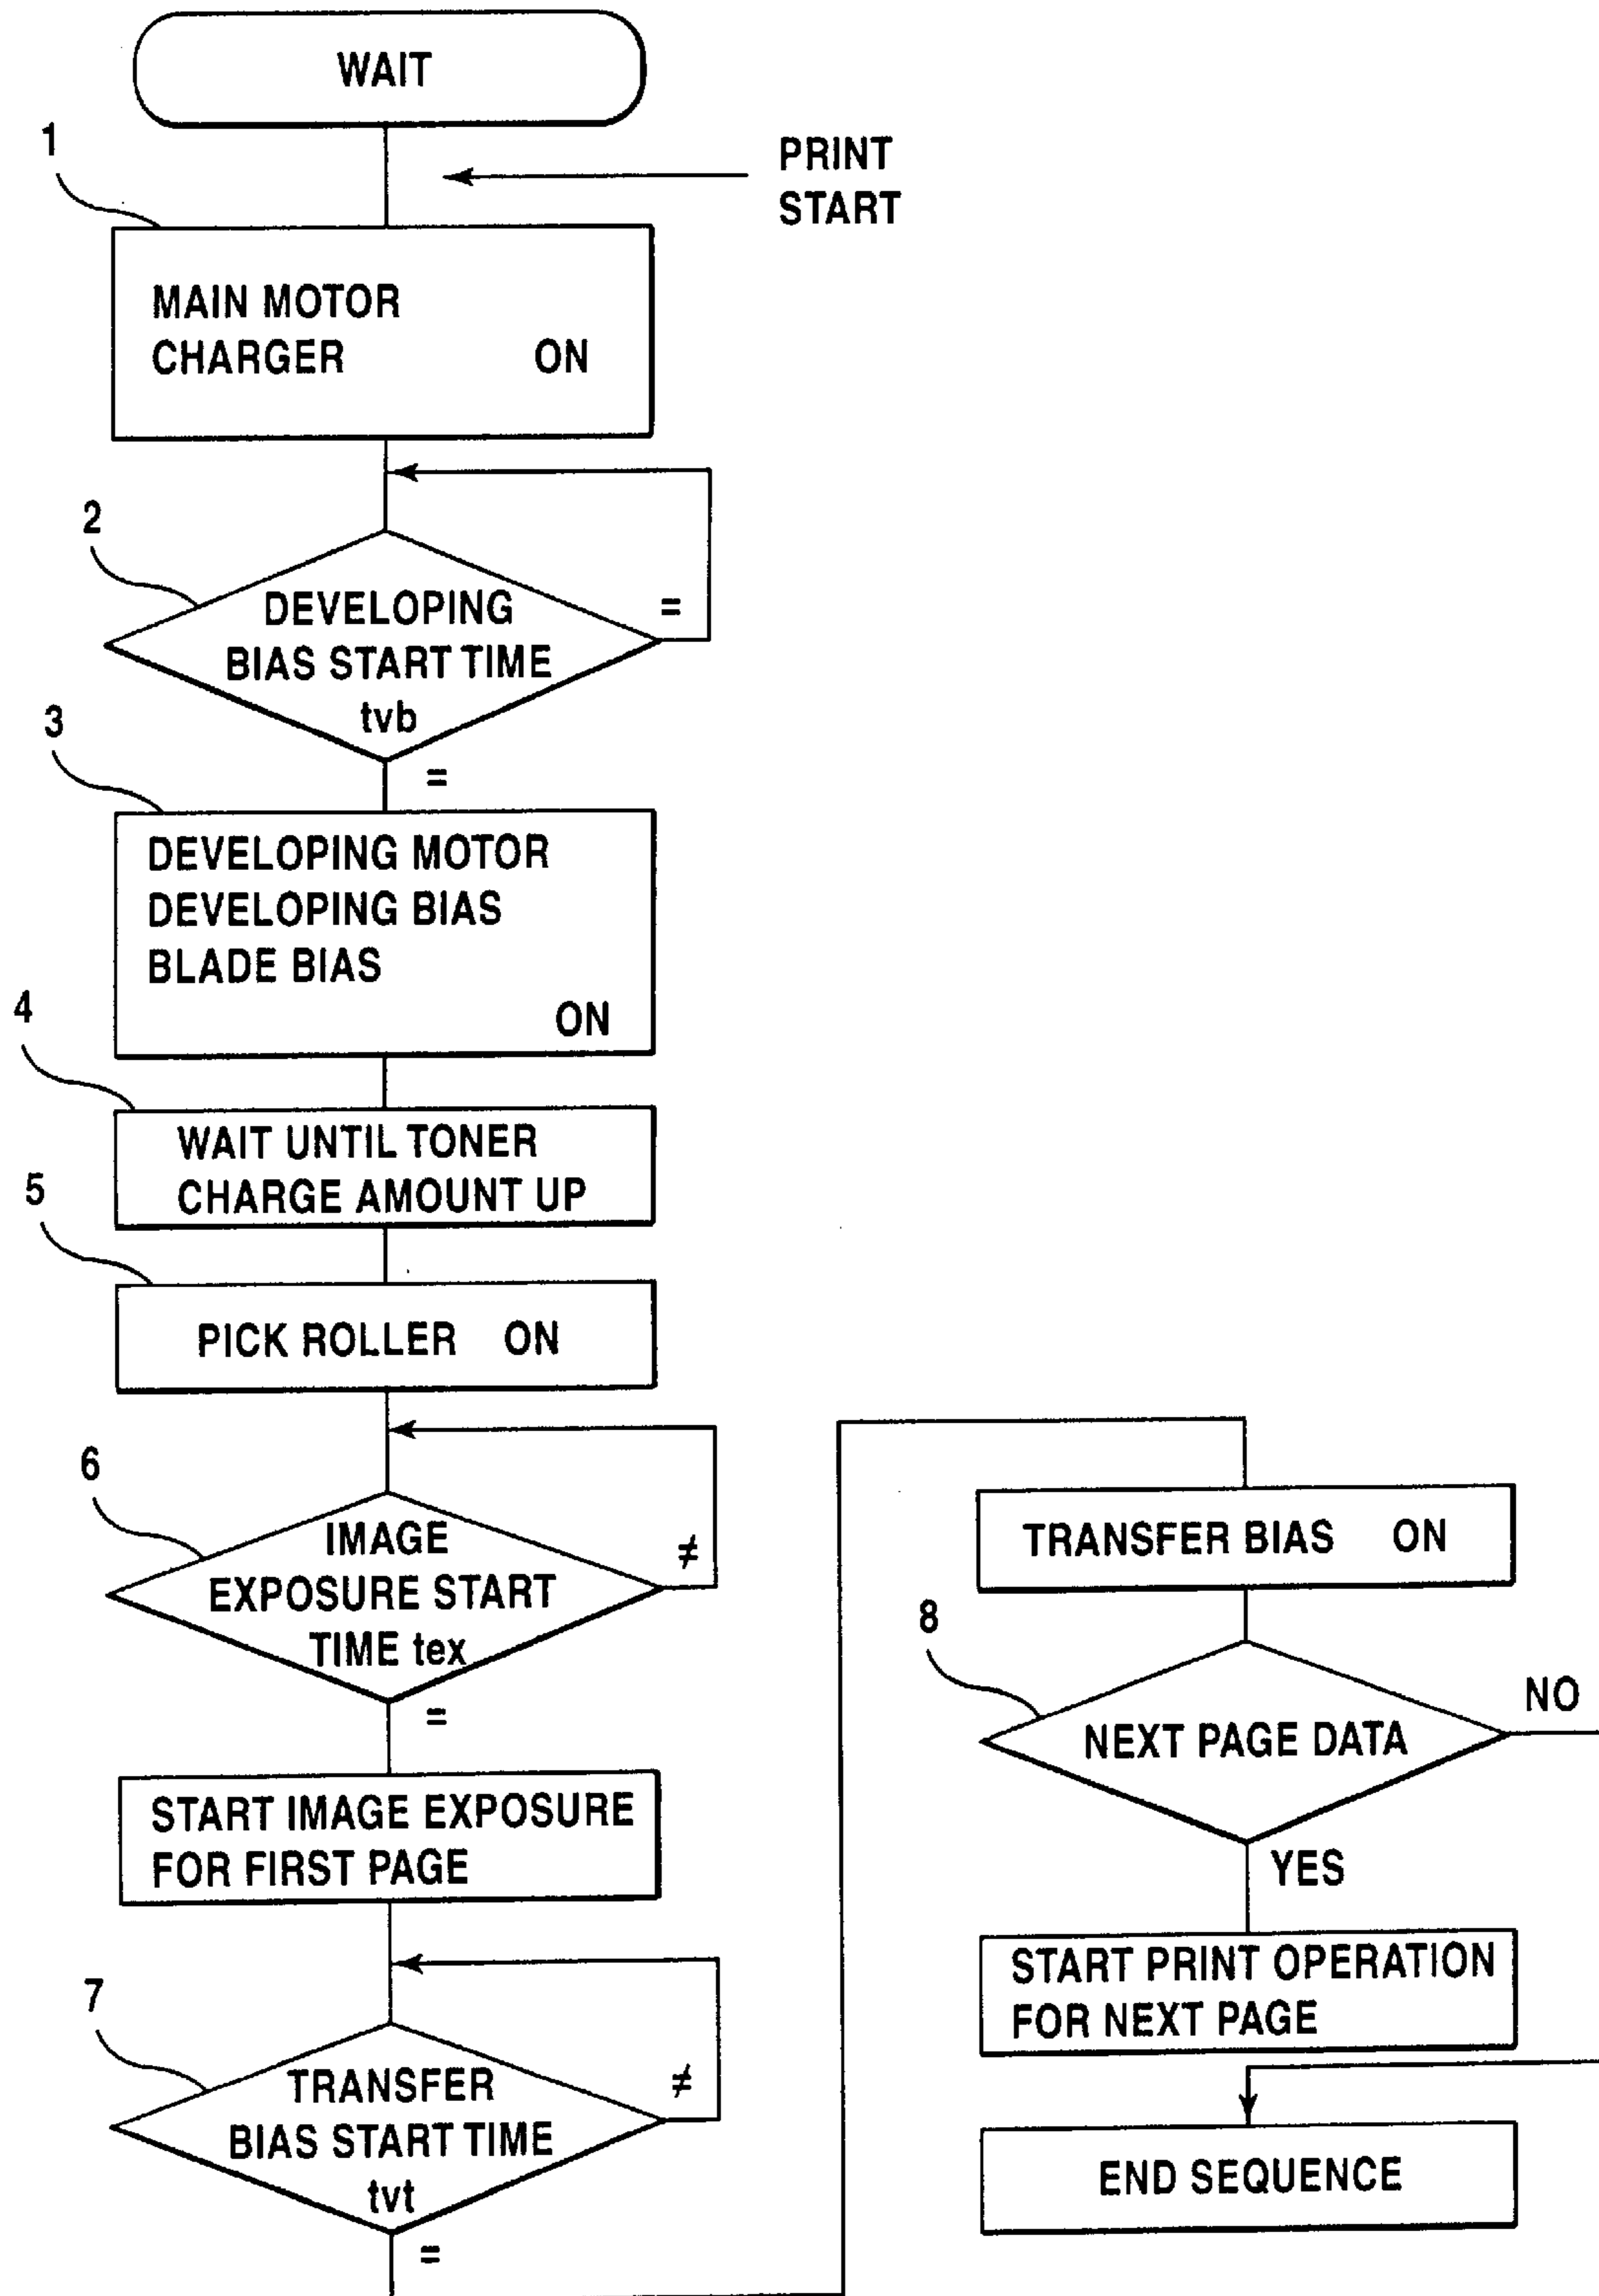 WAIT
PRINT
START
1
MAIN MOTOR
CHARGER ON
2
DEVELOPING
BIAS START TIME
tvb
=
=
3
DEVELOPING MOTOR
DEVELOPING BIAS
BLADE BIAS
ON
4
WAIT UNTIL TONER
CHARGE AMOUNT UP
5
PICK ROLLER ON
6
IMAGE
EXPOSURE START
TIME tex
≠
=
START IMAGE EXPOSURE
FOR FIRST PAGE
7
TRANSFER
BIAS START TIME
tvt
≠
=
TRANSFER BIAS ON
8
NEXT PAGE DATA
NO
YES
START PRINT OPERATION
FOR NEXT PAGE
END SEQUENCE